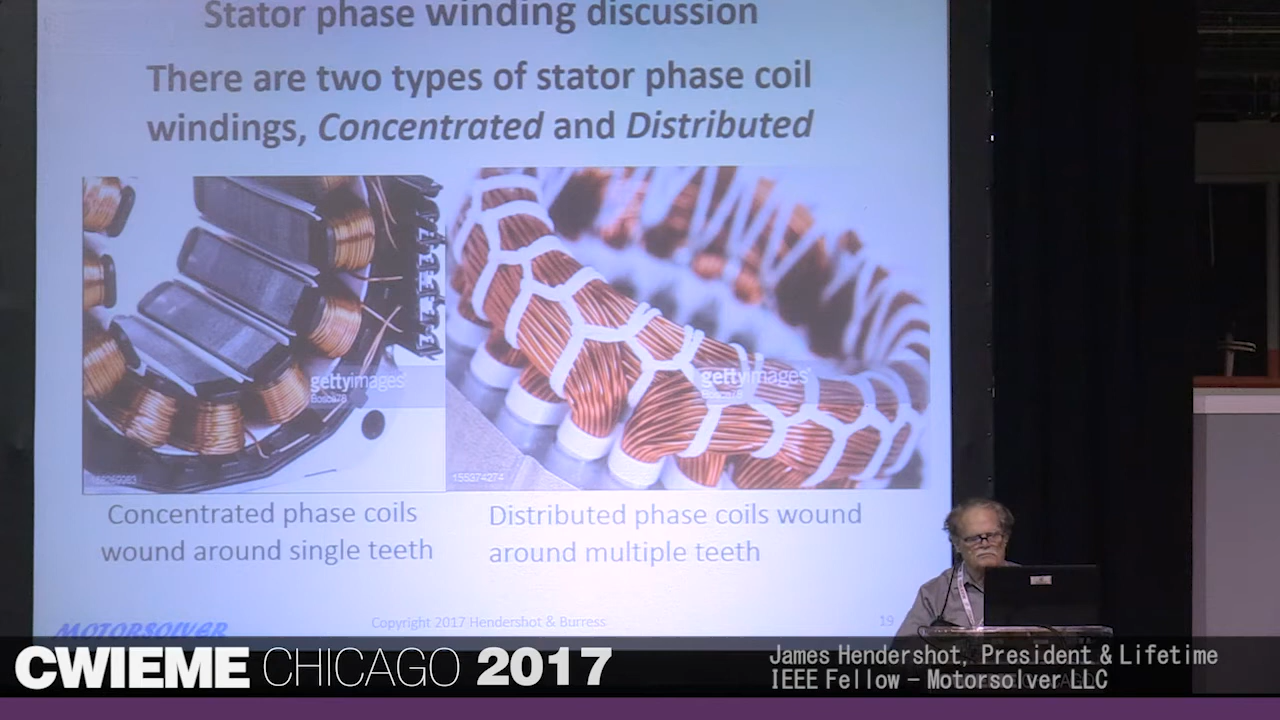 Stator phase winding discussion
There are two types of stator phase coil
windings, Concentrated and Distributed
gettyimages®
Bosca78
gettyimages®
Bosca78
155374274
Concentrated phase coils
wound around single teeth
Distributed phase coils wound
around multiple teeth
MOTORSOLVER
Copyright 2017 Hendershot & Burress
19
CWIEME CHICAGO 2017
James Hendershot, President & Lifetime
IEEE Fellow – Motorsolver LLC